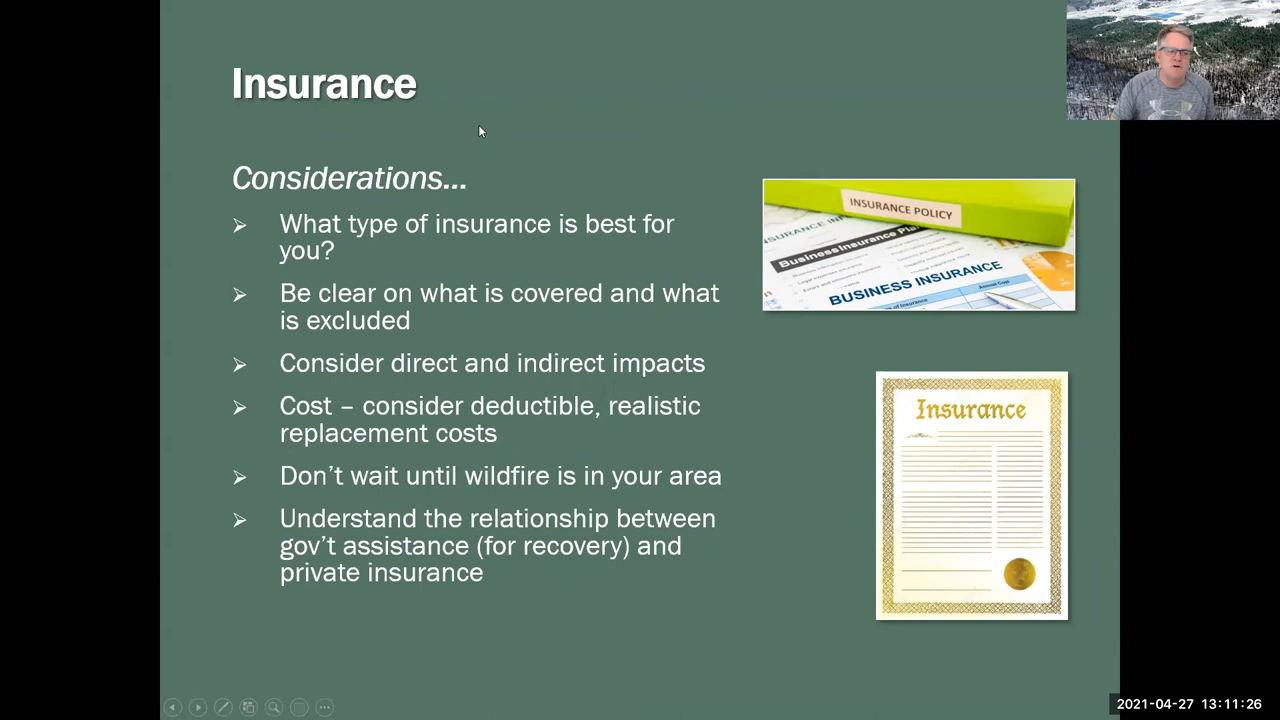 Insurance
Considerations...
What type of insurance is best for
you?
Be clear on what is covered and what
is excluded
Consider direct and indirect impacts
Cost – consider deductible, realistic
replacement costs
Don't wait until wildfire is in your area
Understand the relationship between
gov't assistance (for recovery) and
private insurance
INSURANCE POLICY
Business Insurance
BUSINESS INSURANCE
Annual Cost
Insurance
2021-04-27 13:11:26